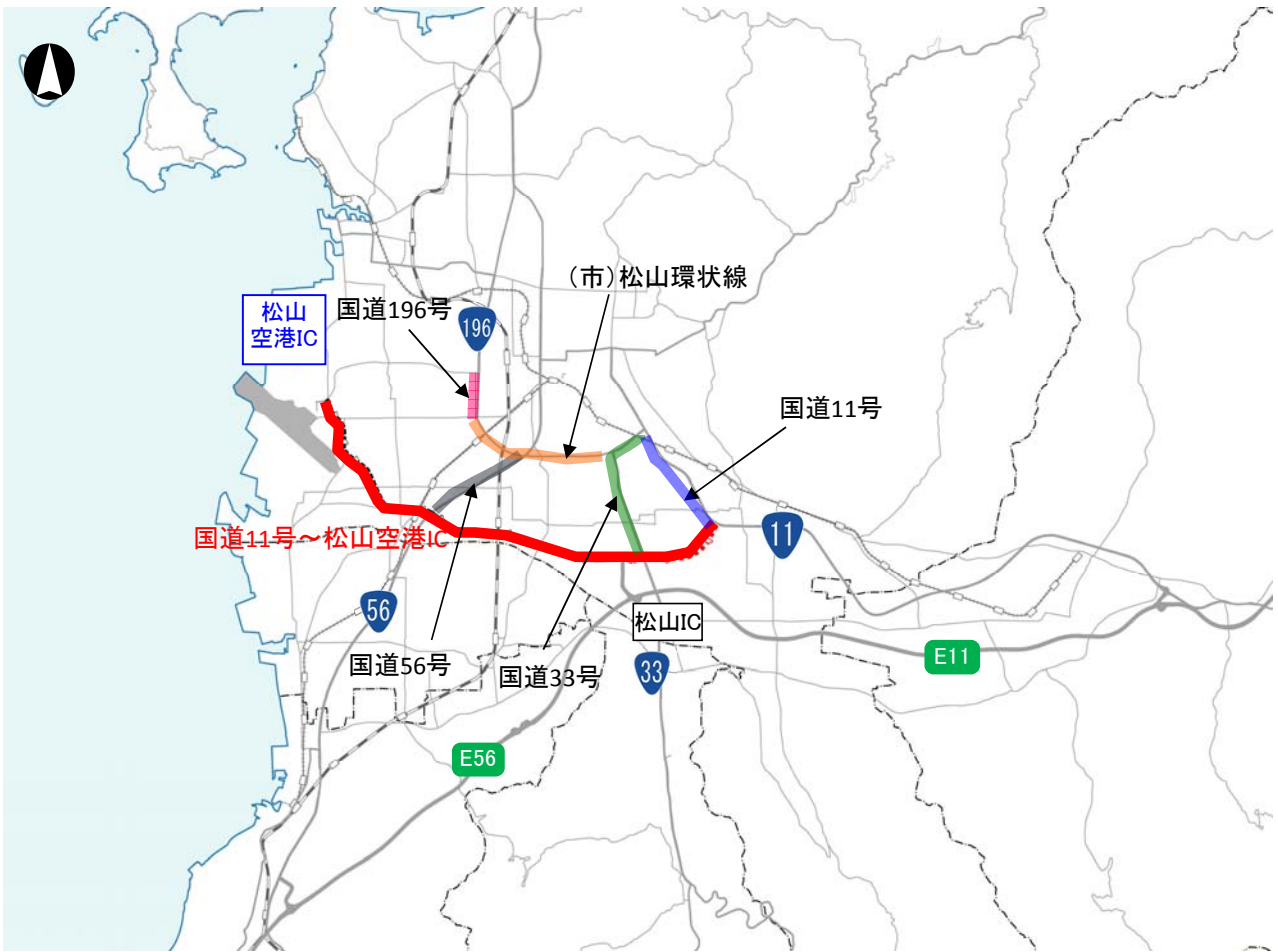 (市)松山環状線
松山
空港IC
国道196号
196
国道11号
国道11号～松山空港IC
11
56
松山IC
国道56号
国道33号
33
E11
E56